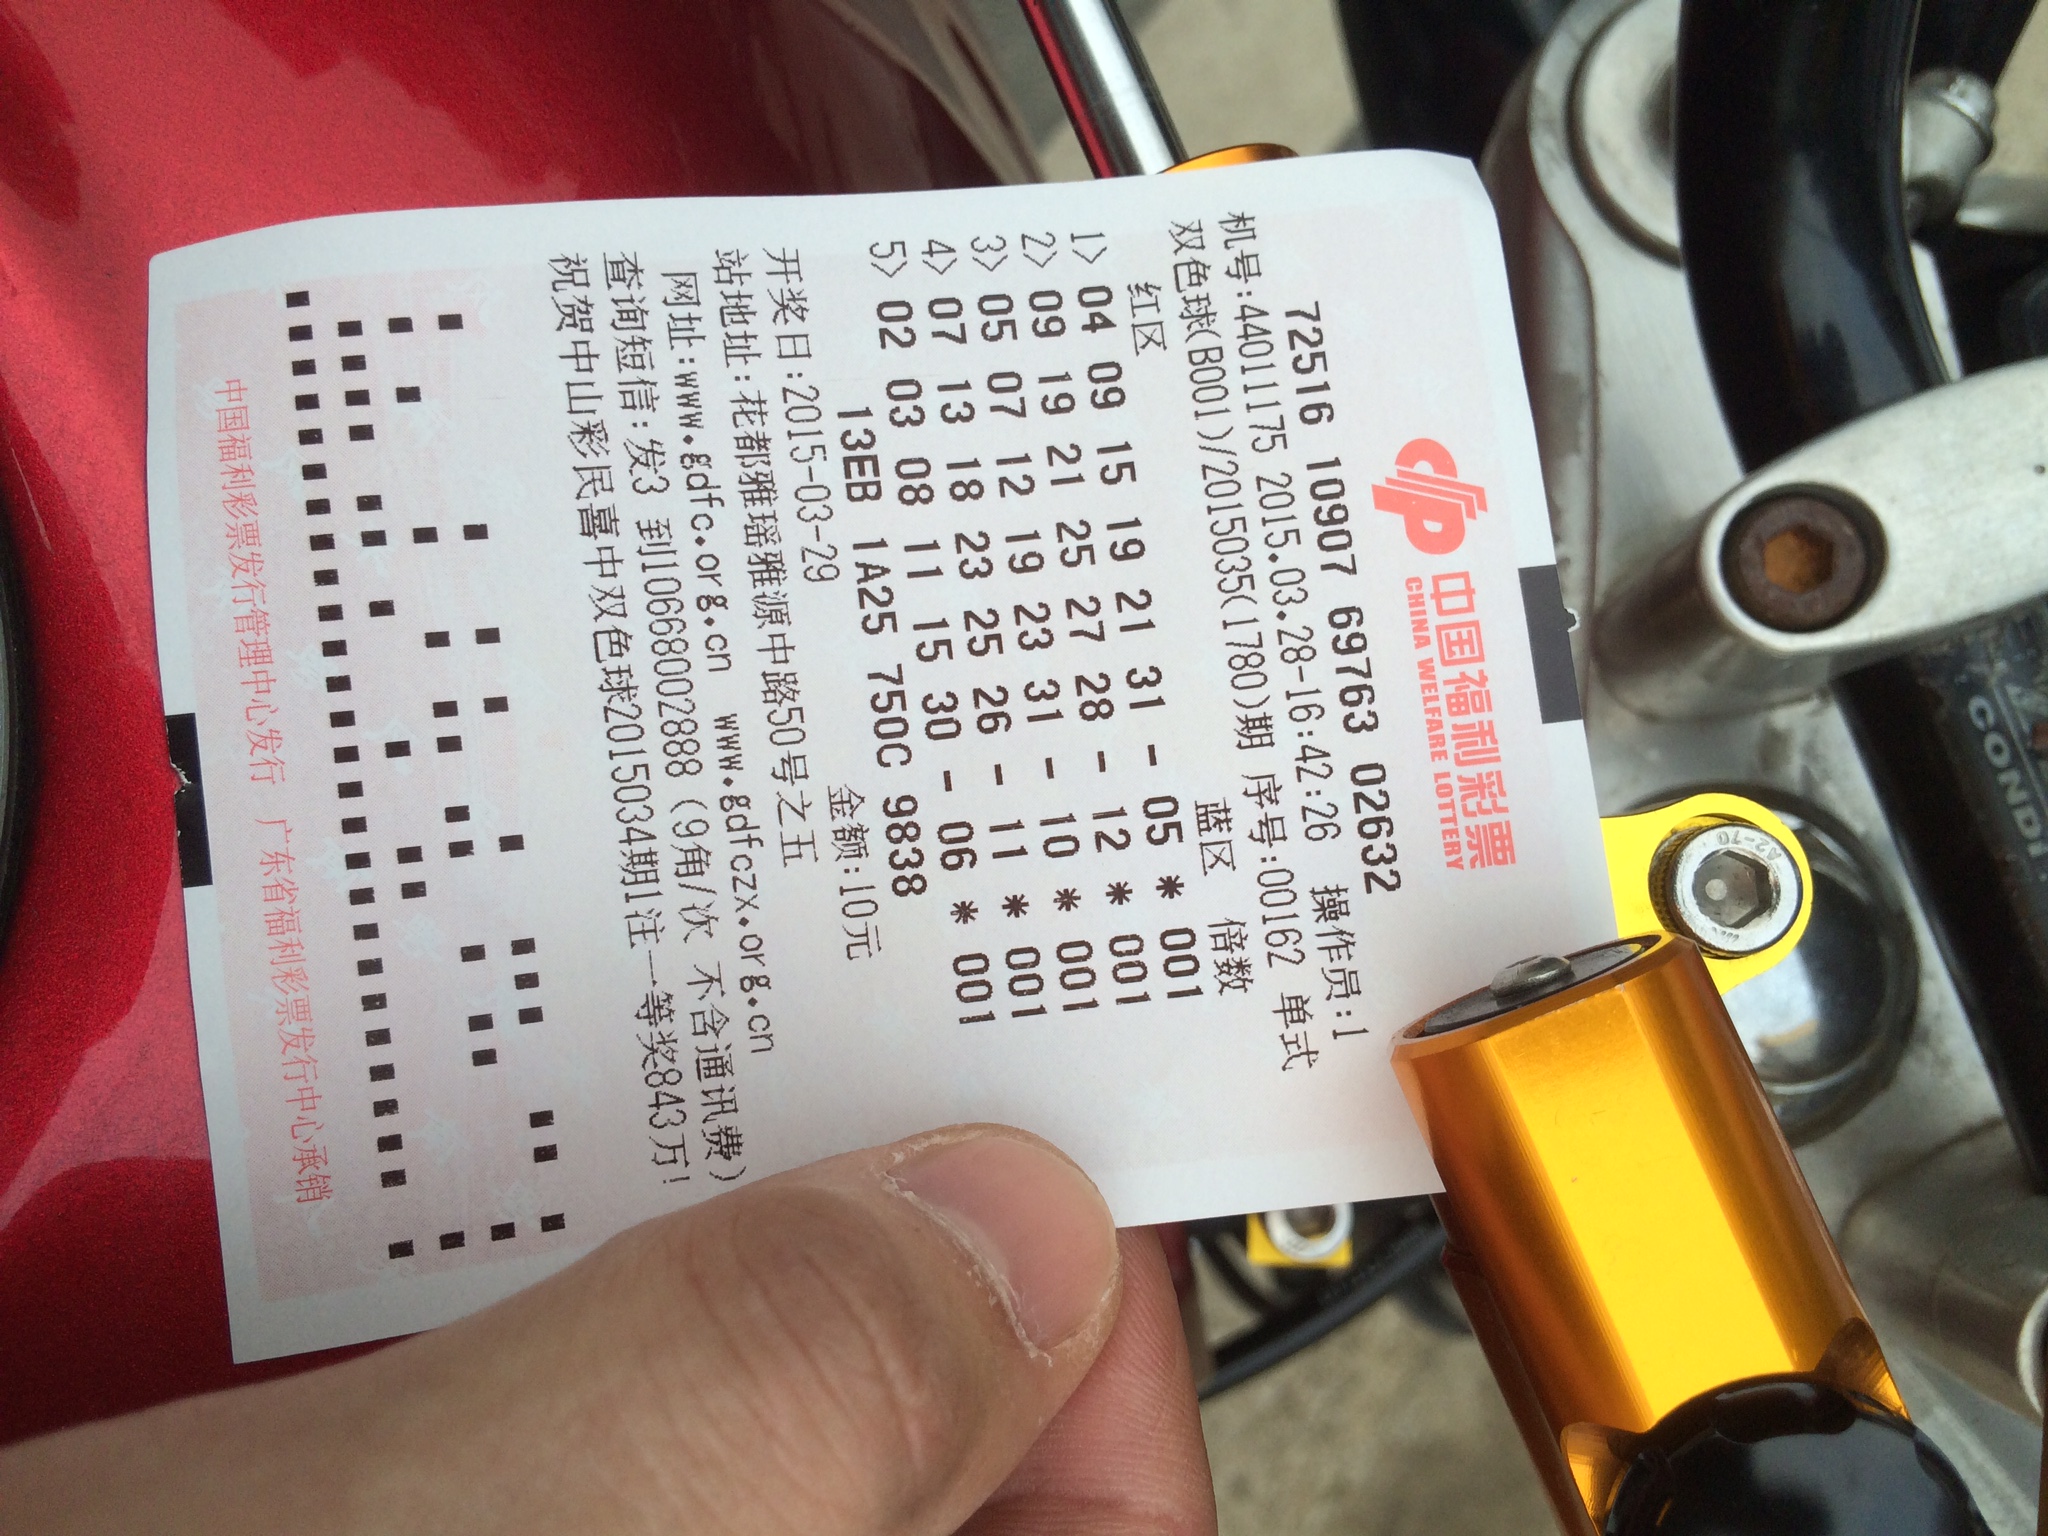 中国福利彩票
CHINA WELFARE LOTTERY
72516 10907 69763 02632
机号:44011175 2015.03.28-16:42:26 操作员:1
双色球(B001)/2015035(1780)期 序号:00162 单式
红区 蓝区 倍数
1> 04 09 15 19 21 31 - 05 * 001
2> 09 19 21 25 27 28 - 12 * 001
3> 05 07 12 19 23 31 - 10 * 001
4> 07 13 18 23 25 26 - 11 * 001
5> 02 03 08 11 15 30 - 06 * 001
13EB 1A25 750C 9838
开奖日:2015-03-29 金额:10元
站地址:花都雅瑶雅源中路50号之五
网址:www.gdfc.org.cn www.gdfczx.org.cn
查询短信:发3 到10668002888 (9角/次 不含通讯费)
祝贺中山彩民喜中双色球2015034期1注一等奖843万!
中国福利彩票发行管理中心发行 广东省福利彩票发行中心承销
A2-70
CONDI